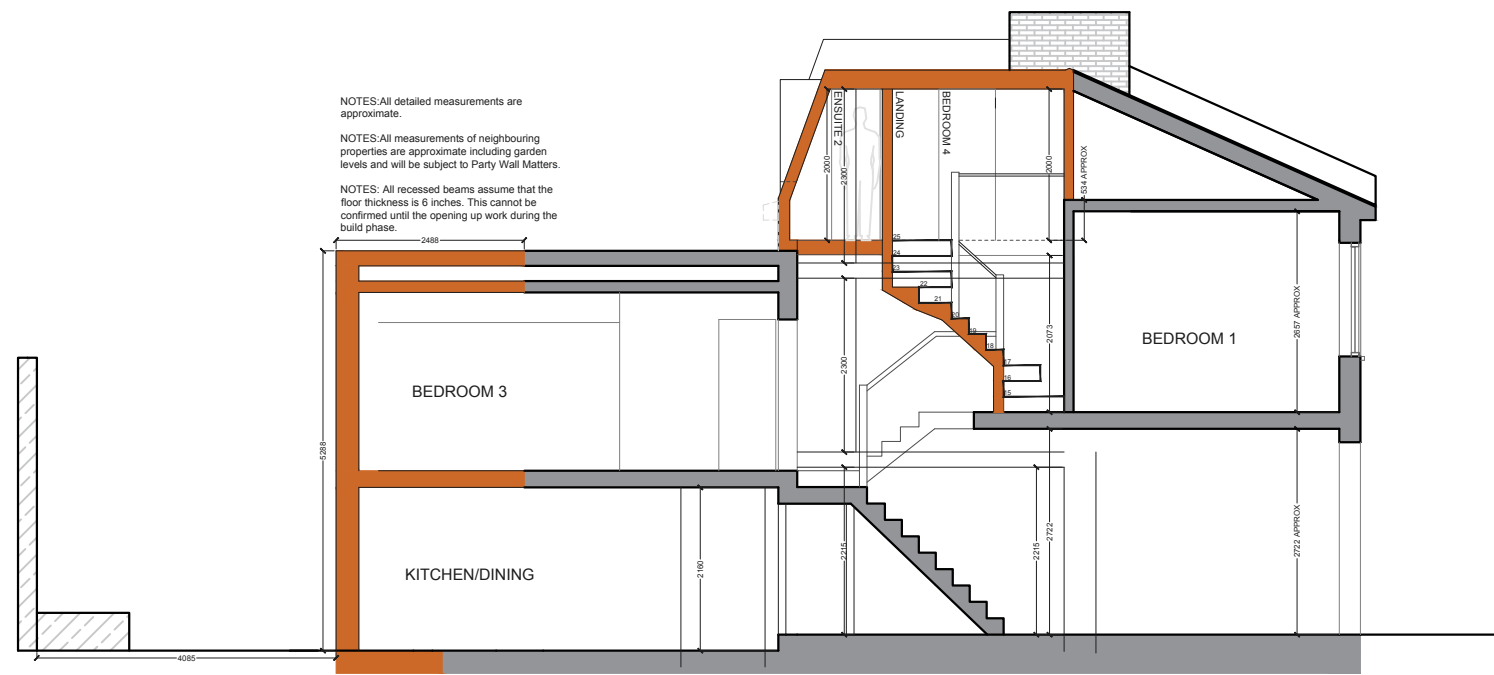 NOTES:All detailed measurements are
approximate.
NOTES:All measurements of neighbouring
properties are approximate including garden
levels and will be subject to Party Wall Matters.
NOTES: All recessed beams assume that the
floor thickness is 6 inches. This cannot be
confirmed until the opening up work during the
build phase.
ENSUITE 2
LANDING
BEDROOM 4
2000
2300
2000
534 APPROX
2488
25
24
23
22
21
20
19
18
17
16
15
5288
2300
2073
2657 APPROX
BEDROOM 1
BEDROOM 3
KITCHEN/DINING
2160
2215
2215
2722
2722 APPROX
4085